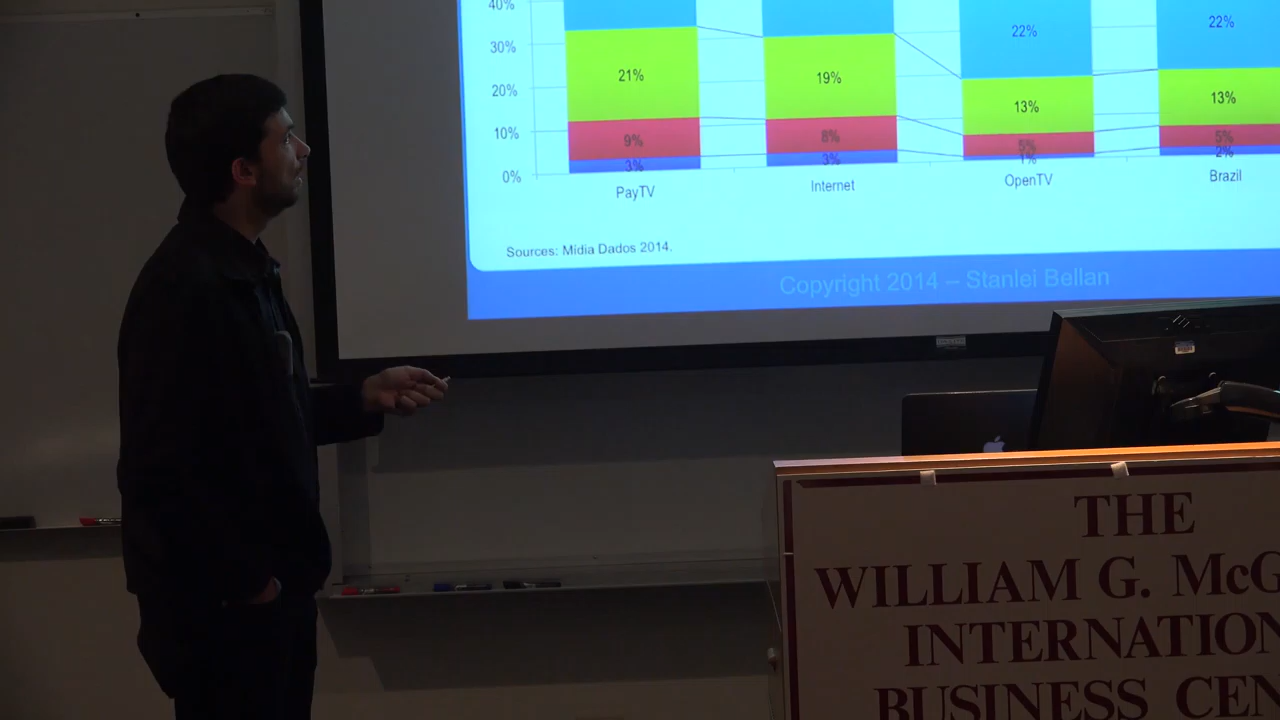 40%
30%
20%
10%
0%
22%
22%
21%
19%
13%
13%
9%
8%
5%
5%
3%
3%
1%
2%
PayTV
Internet
OpenTV
Brazil
Sources: Mídia Dados 2014.
Copyright 2014 – Stanlei Bellan
THE
WILLIAM G. McG
INTERNATION
BUSINESS CEN